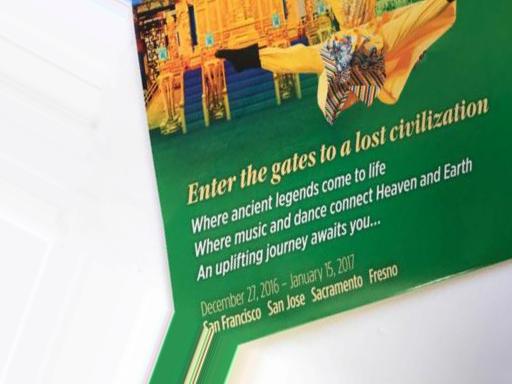 Enter the gates to a lost civilization
Where ancient legends come to life
Where music and dance connect Heaven and Earth
An uplifting journey awaits you...
December 27, 2016 – January 15, 2017
San Francisco San Jose Sacramento Fresno